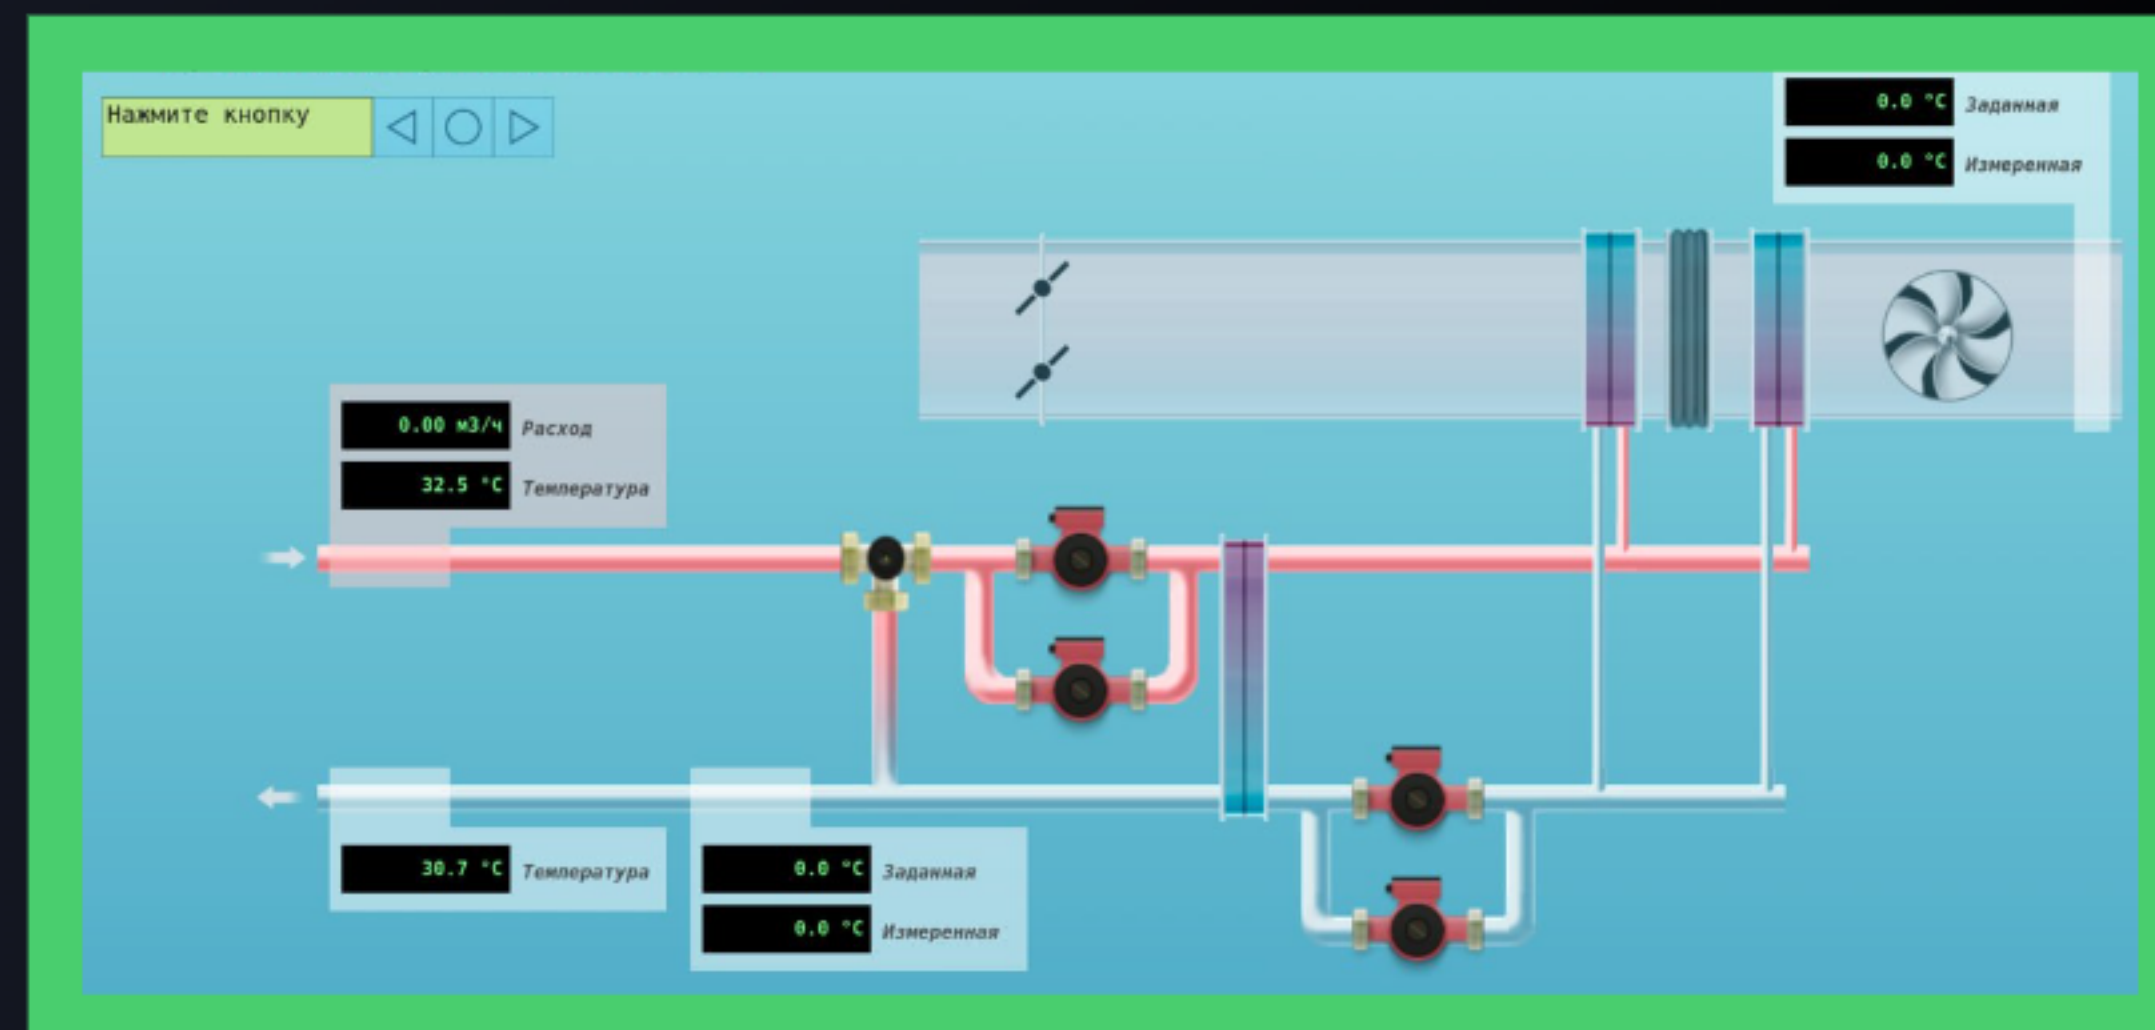 Нажмите кнопку
0.0 °C Заданная
0.0 °C Измеренная
0.00 м3/ч Расход
32.5 °C Температура
30.7 °C Температура
0.0 °C Заданная
0.0 °C Измеренная